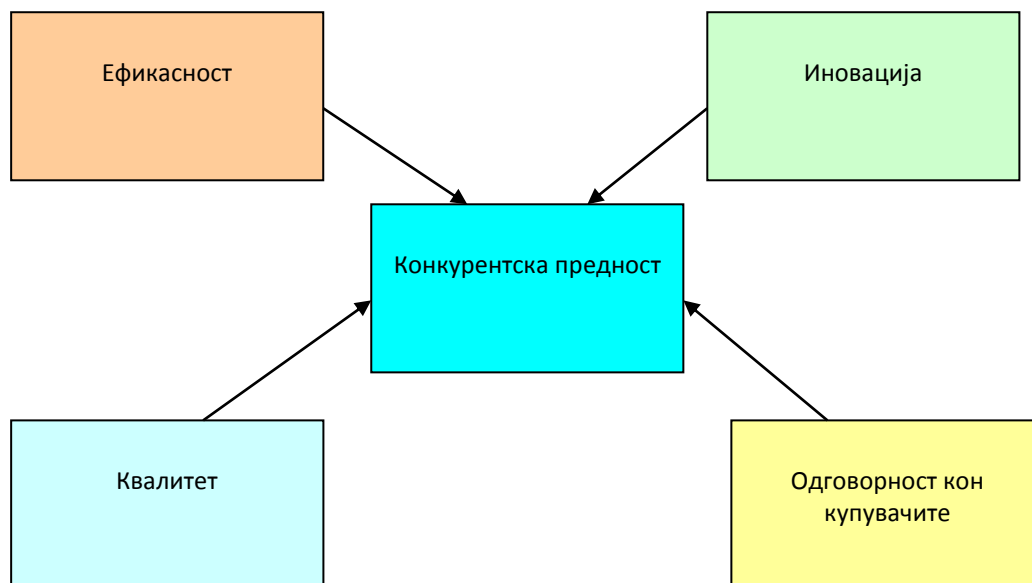 Ефикасност
Иновација
Конкурентска предност
Квалитет
Одговорност кон
купувачите